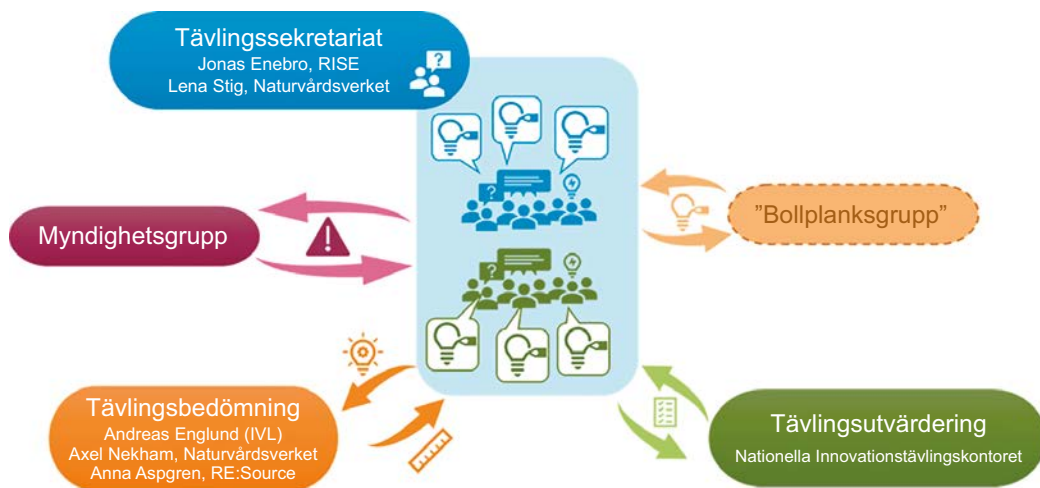 Tävlingssekretariat
Jonas Enebro, RISE
Lena Stig, Naturvårdsverket
?
?
Myndighetsgrupp
!
”Bollplanksgrupp”
?
Tävlingsbedömning
Andreas Englund (IVL)
Axel Nekham, Naturvårdsverket
Anna Aspgren, RE:Source
Tävlingsutvärdering
Nationella Innovationstävlingskontoret